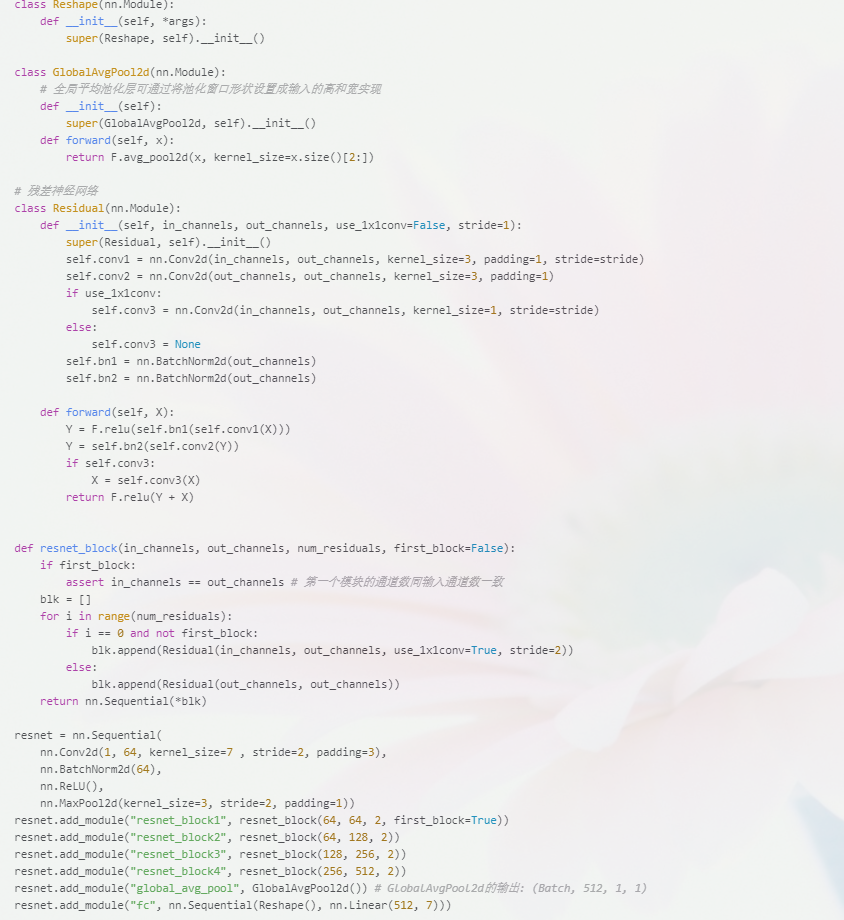 class Reshape(nn.Module):
    def __init__(self, *args):
        super(Reshape, self).__init__()

class GlobalAvgPool2d(nn.Module):
    # 全局平均池化层可通过将池化窗口形状设置成输入的高和宽实现
    def __init__(self):
        super(GlobalAvgPool2d, self).__init__()
    def forward(self, x):
        return F.avg_pool2d(x, kernel_size=x.size()[2:])

# 残差神经网络
class Residual(nn.Module):
    def __init__(self, in_channels, out_channels, use_1x1conv=False, stride=1):
        super(Residual, self).__init__()
        self.conv1 = nn.Conv2d(in_channels, out_channels, kernel_size=3, padding=1, stride=stride)
        self.conv2 = nn.Conv2d(out_channels, out_channels, kernel_size=3, padding=1)
        if use_1x1conv:
            self.conv3 = nn.Conv2d(in_channels, out_channels, kernel_size=1, stride=stride)
        else:
            self.conv3 = None
        self.bn1 = nn.BatchNorm2d(out_channels)
        self.bn2 = nn.BatchNorm2d(out_channels)

    def forward(self, X):
        Y = F.relu(self.bn1(self.conv1(X)))
        Y = self.bn2(self.conv2(Y))
        if self.conv3:
            X = self.conv3(X)
        return F.relu(Y + X)


def resnet_block(in_channels, out_channels, num_residuals, first_block=False):
    if first_block:
        assert in_channels == out_channels # 第一个模块的通道数同输入通道数一致
    blk = []
    for i in range(num_residuals):
        if i == 0 and not first_block:
            blk.append(Residual(in_channels, out_channels, use_1x1conv=True, stride=2))
        else:
            blk.append(Residual(out_channels, out_channels))
    return nn.Sequential(*blk)

resnet = nn.Sequential(
    nn.Conv2d(1, 64, kernel_size=7 , stride=2, padding=3),
    nn.BatchNorm2d(64),
    nn.ReLU(),
    nn.MaxPool2d(kernel_size=3, stride=2, padding=1))
resnet.add_module("resnet_block1", resnet_block(64, 64, 2, first_block=True))
resnet.add_module("resnet_block2", resnet_block(64, 128, 2))
resnet.add_module("resnet_block3", resnet_block(128, 256, 2))
resnet.add_module("resnet_block4", resnet_block(256, 512, 2))
resnet.add_module("global_avg_pool", GlobalAvgPool2d()) # GlobalAvgPool2d的输出: (Batch, 512, 1, 1)
resnet.add_module("fc", nn.Sequential(Reshape(), nn.Linear(512, 7)))